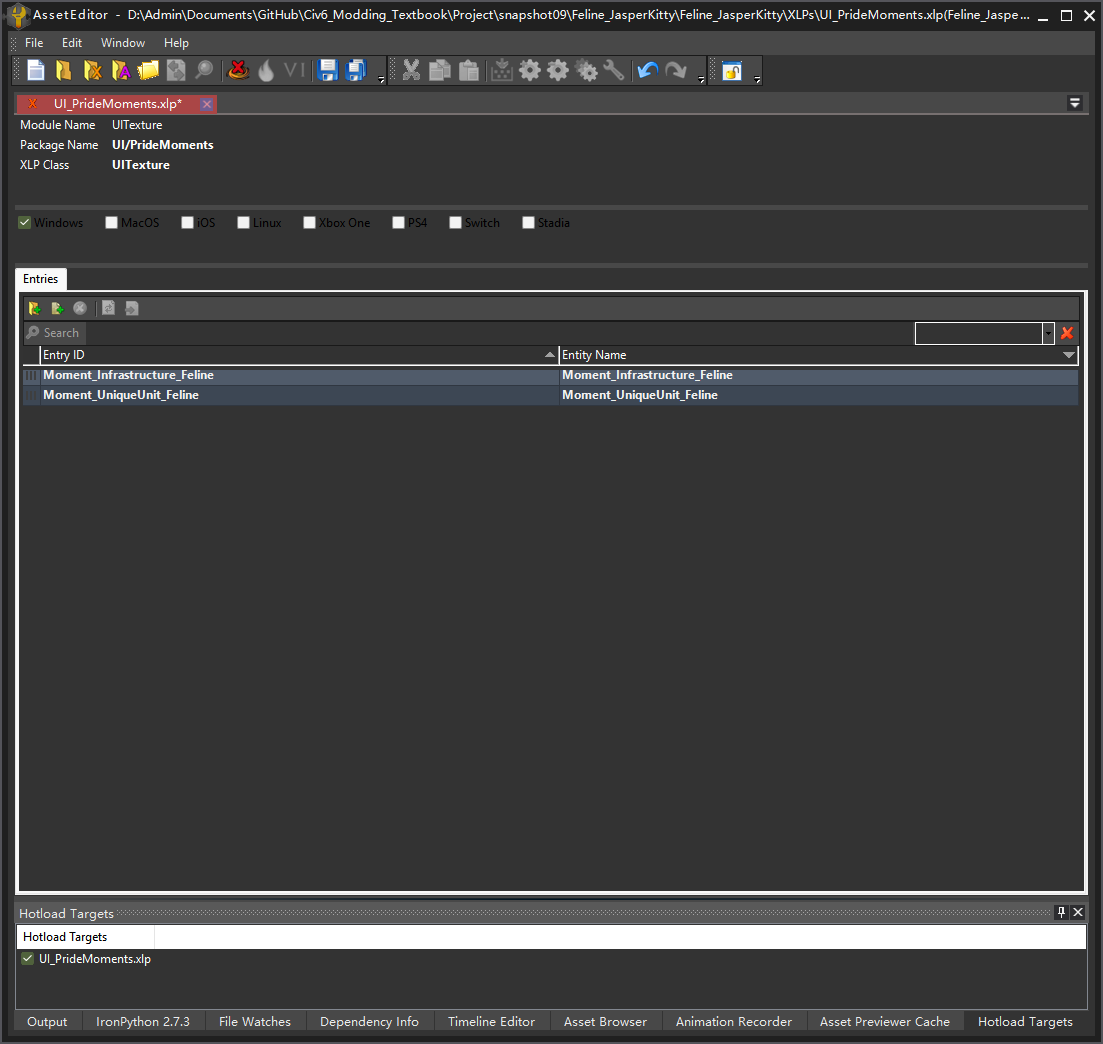 AssetEditor - D:\Admin\Documents\GitHub\Civ6_Modding_Textbook\Project\snapshot09\Feline_JasperKitty\Feline_JasperKitty\XLPs\UI_PrideMoments.xlp(Feline_Jaspe...
File Edit Window Help
VI
UI_PrideMoments.xlp*
Module Name UITexture
Package Name UI/PrideMoments
XLP Class UITexture
Windows MacOS iOS Linux Xbox One PS4 Switch Stadia
Entries
Search
Entry ID Entity Name
Moment_Infrastructure_Feline Moment_Infrastructure_Feline
Moment_UniqueUnit_Feline Moment_UniqueUnit_Feline
Hotload Targets
Hotload Targets
UI_PrideMoments.xlp
Output IronPython 2.7.3 File Watches Dependency Info Timeline Editor Asset Browser Animation Recorder Asset Previewer Cache Hotload Targets